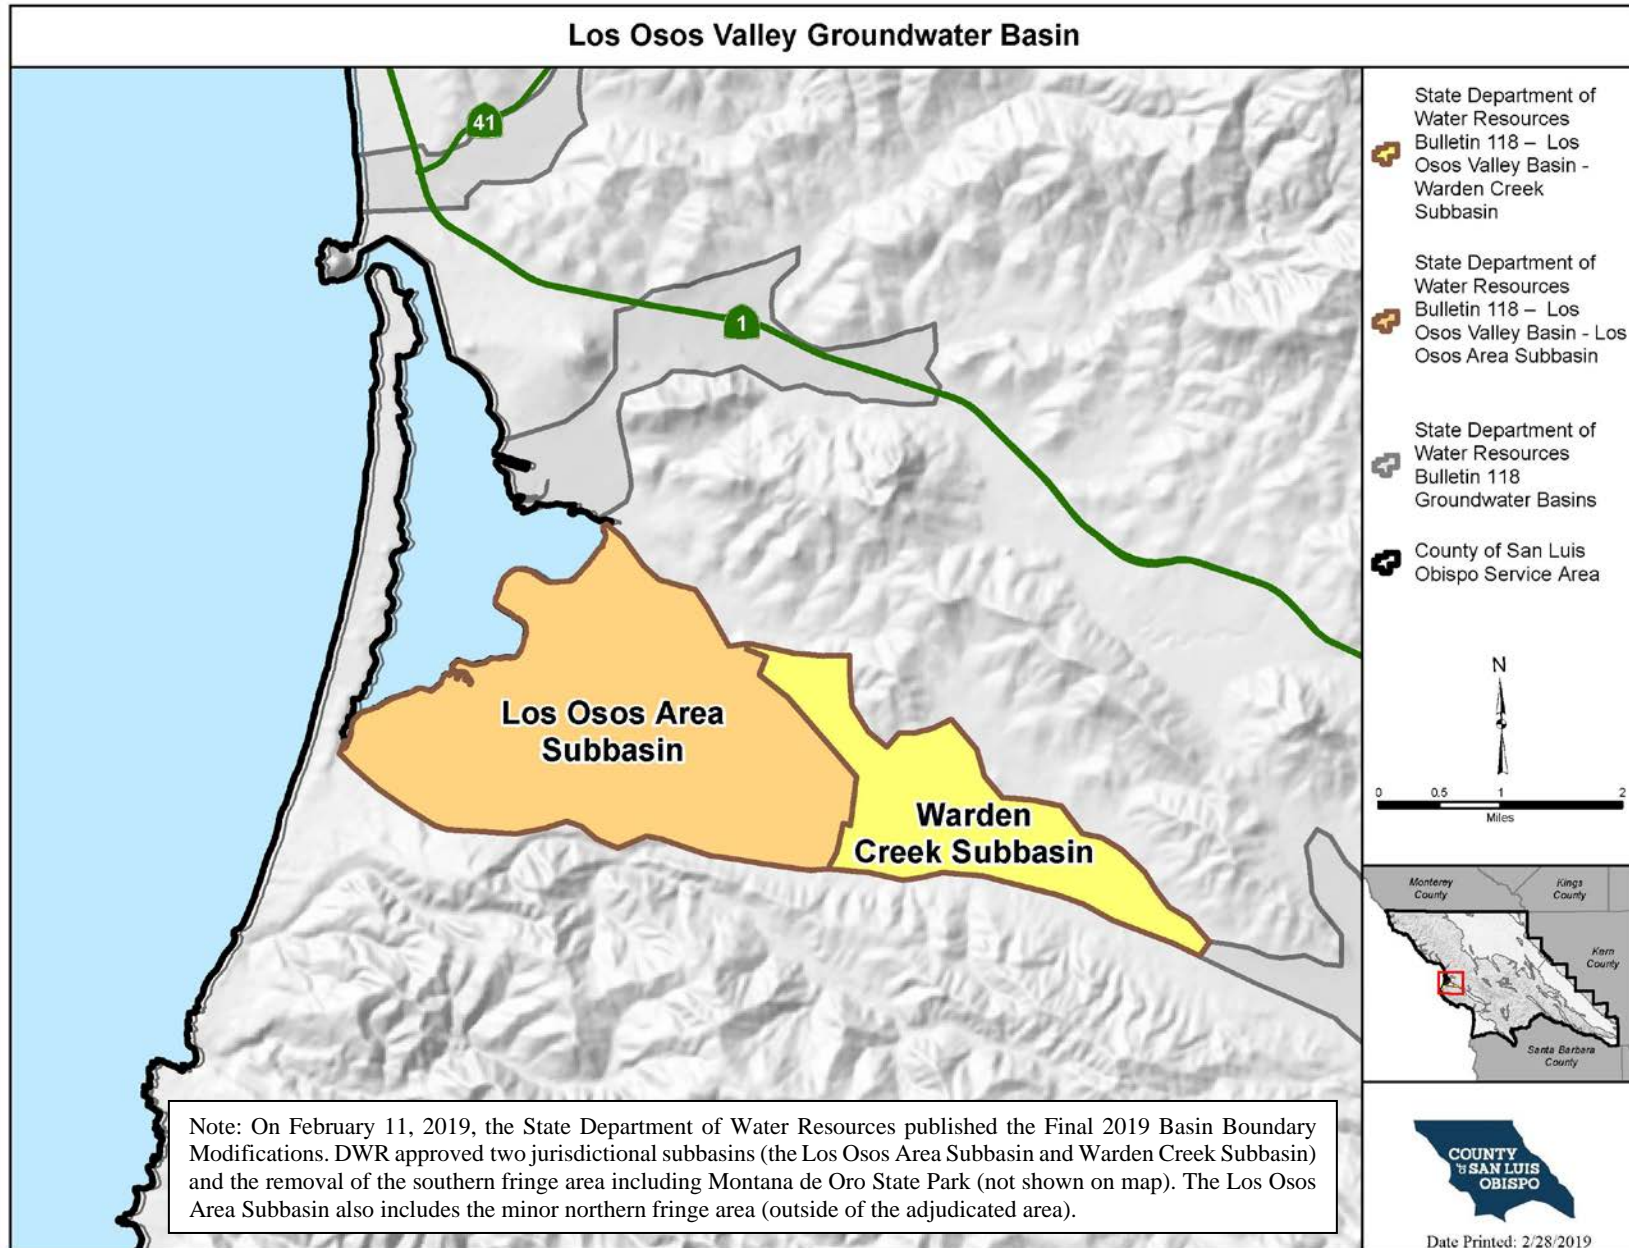 Los Osos Valley Groundwater Basin
41
1
Los Osos Area
Subbasin
Warden
Creek Subbasin
State Department of
Water Resources
Bulletin 118 – Los
Osos Valley Basin -
Warden Creek
Subbasin
State Department of
Water Resources
Bulletin 118 – Los
Osos Valley Basin - Los
Osos Area Subbasin
State Department of
Water Resources
Bulletin 118
Groundwater Basins
County of San Luis
Obispo Service Area
N
0 0.5 1 2
Miles
Monterey
County
Kings
County
Kern
County
Santa Barbara
County
COUNTY
OF SAN LUIS
OBISPO
Date Printed: 2/28/2019
Note: On February 11, 2019, the State Department of Water Resources published the Final 2019 Basin Boundary
Modifications. DWR approved two jurisdictional subbasins (the Los Osos Area Subbasin and Warden Creek Subbasin)
and the removal of the southern fringe area including Montana de Oro State Park (not shown on map). The Los Osos
Area Subbasin also includes the minor northern fringe area (outside of the adjudicated area).